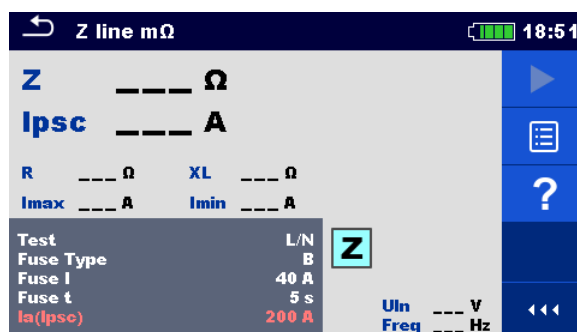 Z line mΩ 18:51
Z ___ Ω
Ipsc ___ A
R ___ Ω XL ___ Ω
Imax ___ A Imin ___ A
Test L/N
Fuse Type B
Fuse I 40 A
Fuse t 5 s
Ia(Ipsc) 200 A
Z
Uln ___ V
Freq ___ Hz
?